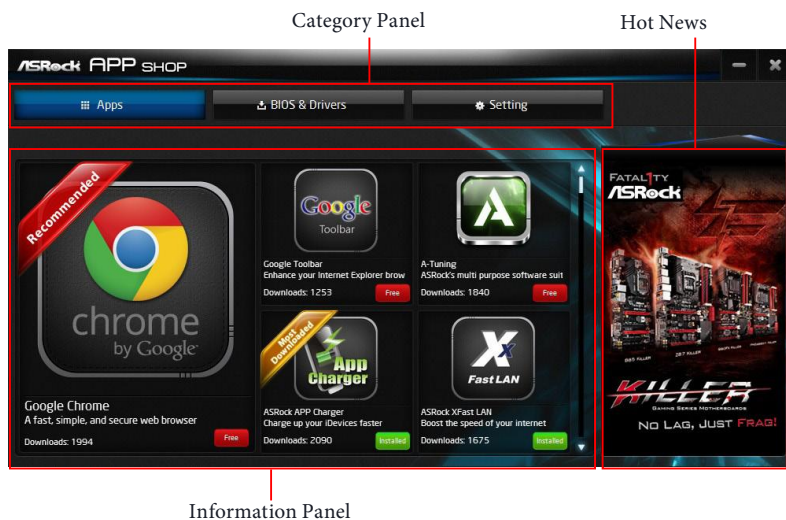 Category Panel
Hot News
ASRock APP SHOP
Apps
BIOS & Drivers
Setting
Recommended
chrome
by Google
Google Chrome
A fast, simple, and secure web browser
Downloads: 1994
Free
Google
Toolbar
Google Toolbar
Enhance your Internet Explorer brow
Downloads: 1253
Free
A-Tuning
ASRock's multi purpose software suit
Downloads: 1840
Free
Most
Downloaded
App
Charger
ASRock APP Charger
Charge up your iDevices faster
Downloads: 2090
Installed
X
Fast LAN
ASRock XFast LAN
Boost the speed of your internet
Downloads: 1675
Installed
FATAL1TY
ASRock
KILLER
GAMING SERIES MOTHERBOARDS
NO LAG, JUST FRAG!
Information Panel